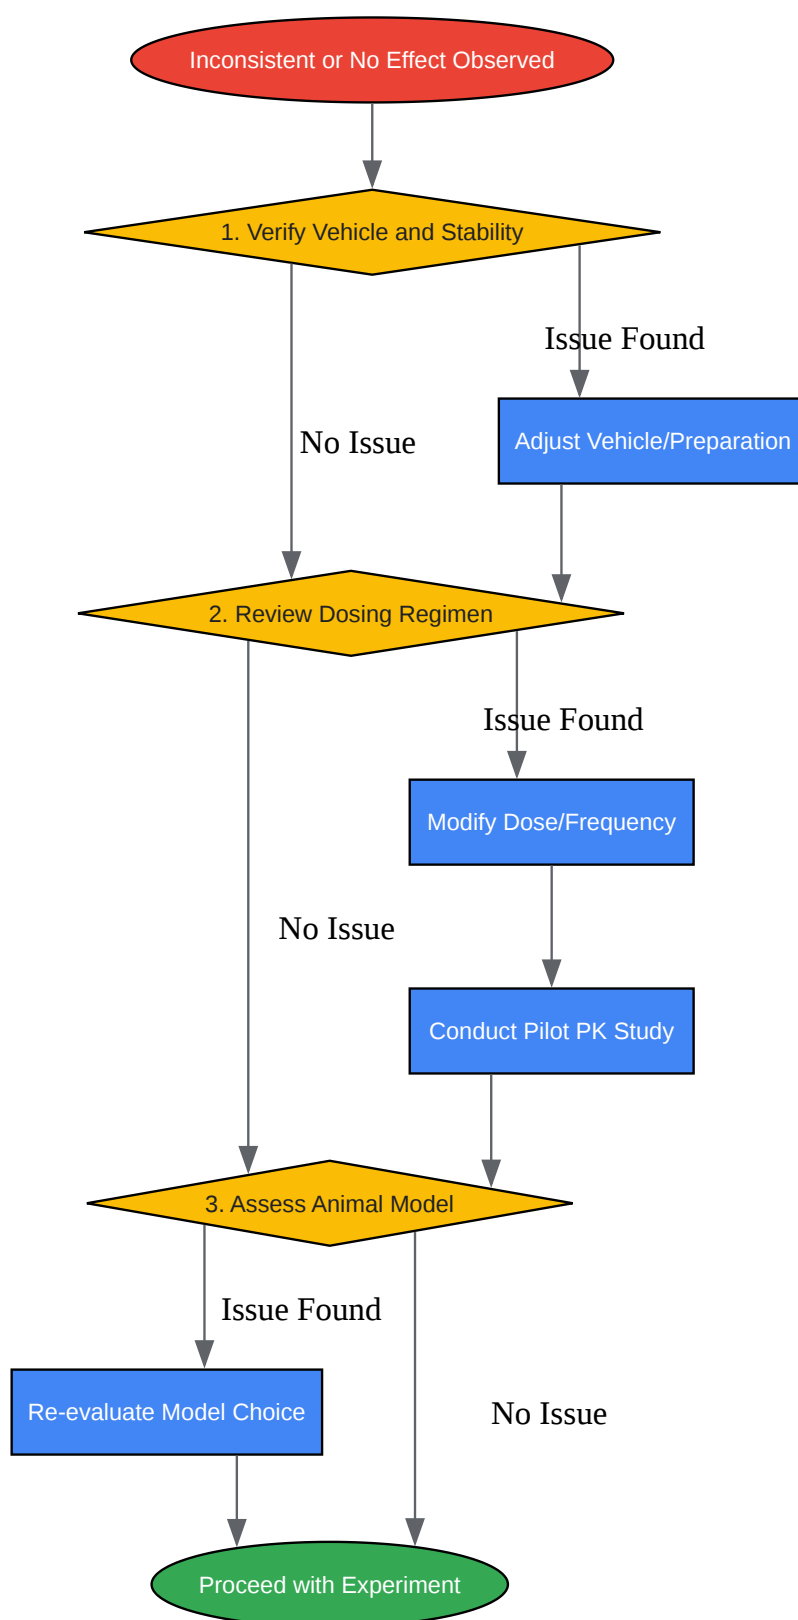 Inconsistent or No Effect Observed
1. Verify Vehicle and Stability
Issue Found
Adjust Vehicle/Preparation
No Issue
2. Review Dosing Regimen
Issue Found
Modify Dose/Frequency
No Issue
Conduct Pilot PK Study
3. Assess Animal Model
Issue Found
Re-evaluate Model Choice
No Issue
Proceed with Experiment